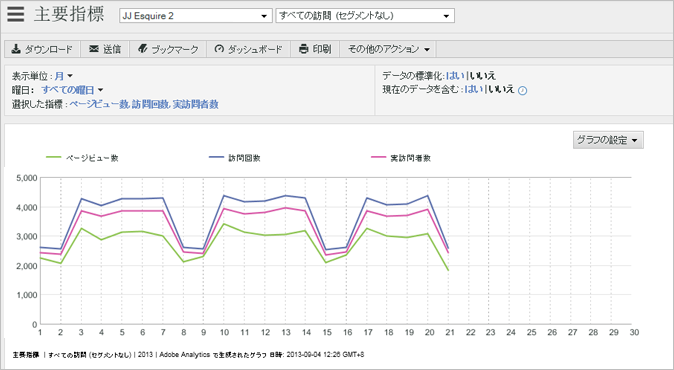 主要指標 JJ Esquire 2 すべての訪問 (セグメントなし)
ダウンロード 送信 ブックマーク ダッシュボード 印刷 その他のアクション
表示単位 : 月
曜日: すべての曜日
選択した指標 : ページビュー数, 訪問回数, 実訪問者数
データの標準化: はい | いいえ
現在のデータを含む : はい | いいえ
グラフの設定
ページビュー数 訪問回数 実訪問者数
5,000
4,000
3,000
2,000
1,000
0
1 2 3 4 5 6 7 8 9 10 11 12 13 14 15 16 17 18 19 20 21 22 23 24 25 26 27 28 29 30
主要指標 | すべての訪問 (セグメントなし) | 2013 | Adobe Analytics で生成されたグラフ 日時: 2013-09-04 12:26 GMT+8